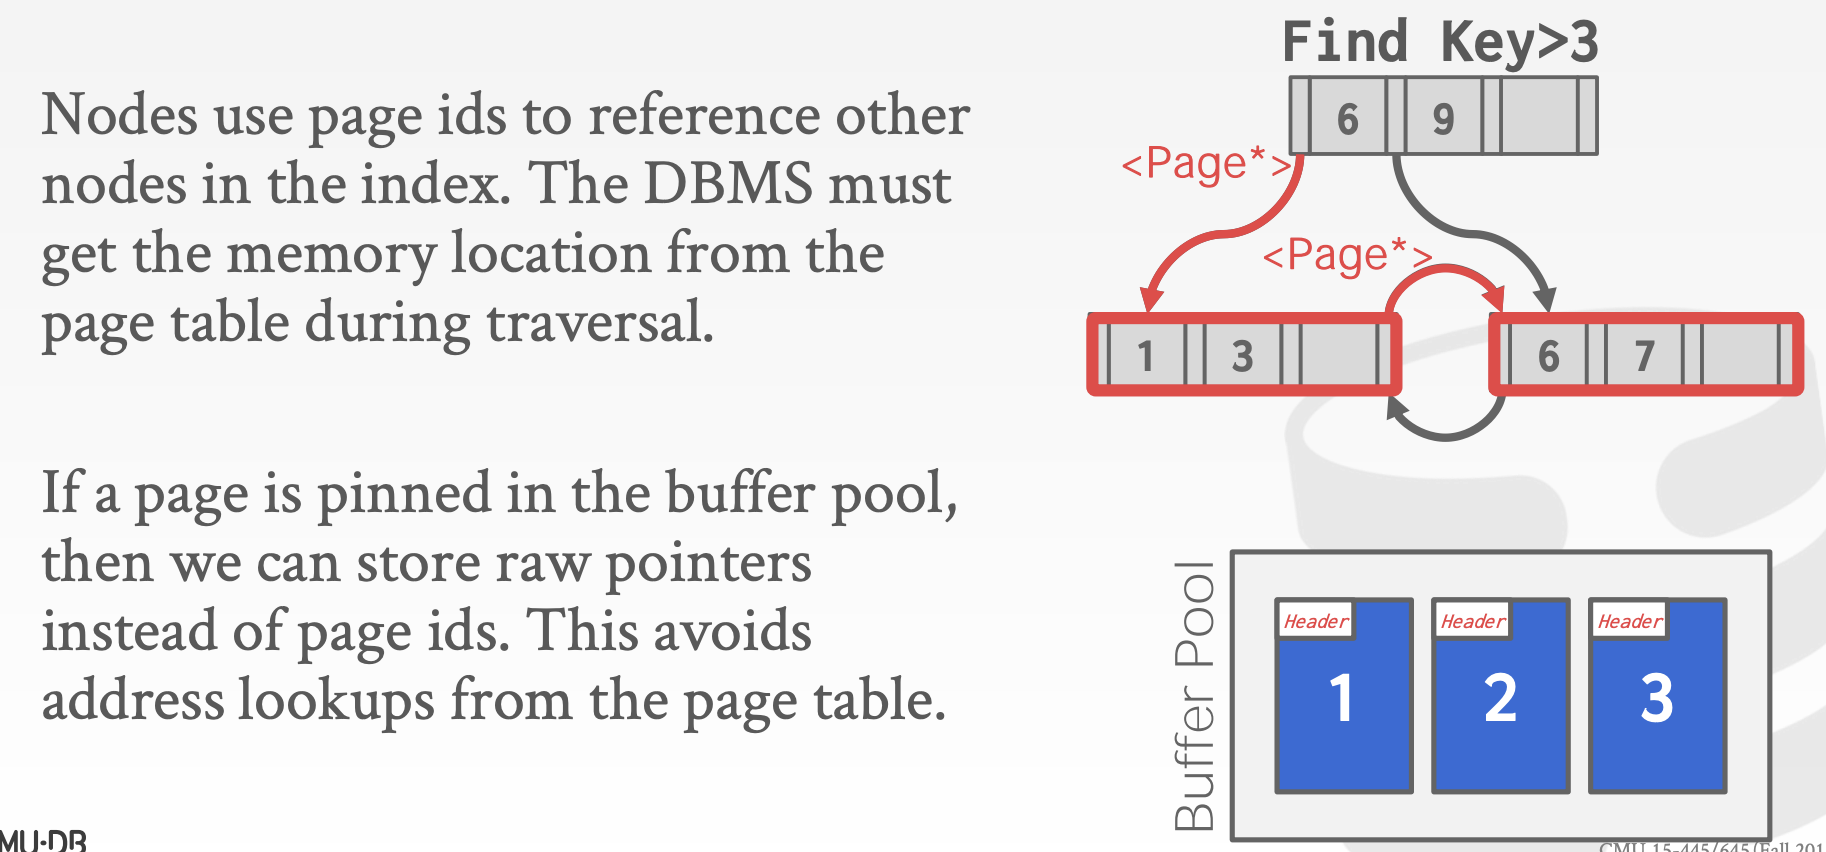 Nodes use page ids to reference other
nodes in the index. The DBMS must
get the memory location from the
page table during traversal.
If a page is pinned in the buffer pool,
then we can store raw pointers
instead of page ids. This avoids
address lookups from the page table.
Find Key>3
6 9
<Page*>
<Page*>
1 3
6 7
Buffer Pool
Header Header Header
1 2 3
MU·DB
CMU 15-445/645 (Fall 201